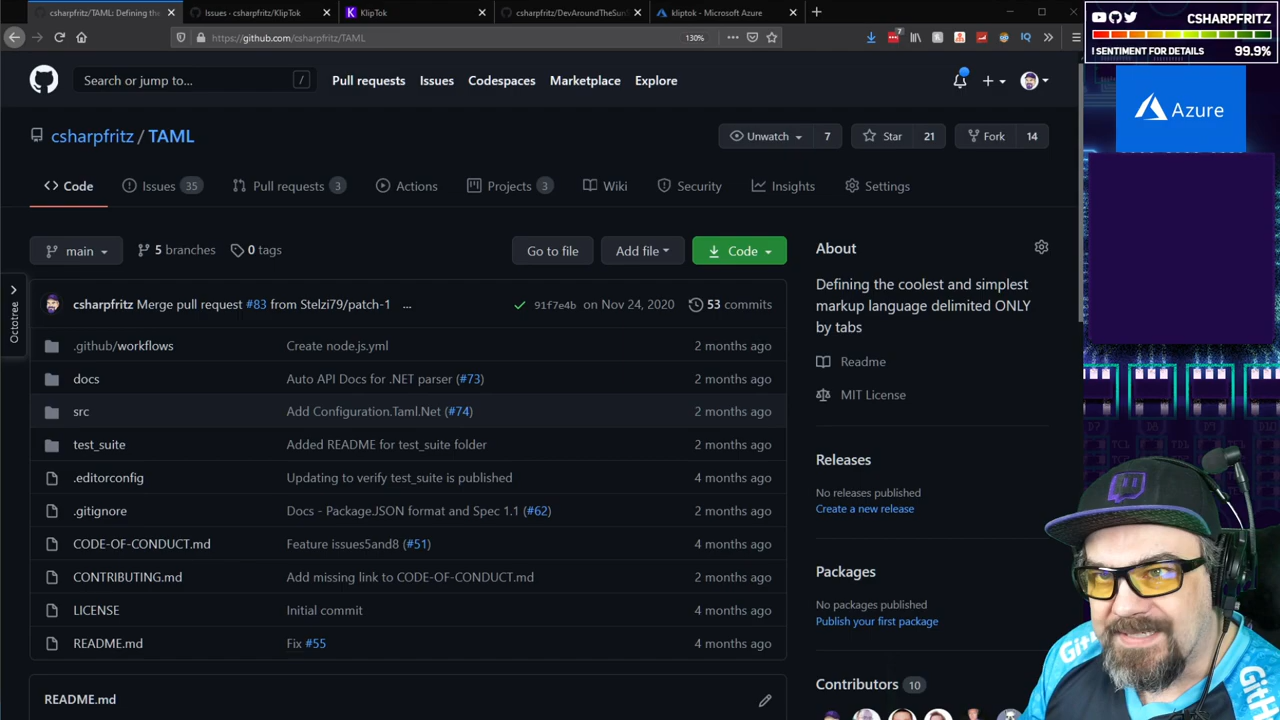 csharpfritz/TAML: Defining the
Issues · csharpfritz/KlipTok
KlipTok
csharpfritz/DevAroundTheSun
kliptok - Microsoft Azure
https://github.com/csharpfritz/TAML
130%
7
IQ
CSHARPFRITZ
I SENTIMENT FOR DETAILS
99.9%
Search or jump to...
/
Pull requests
Issues
Codespaces
Marketplace
Explore
Azure
csharpfritz / TAML
Unwatch
7
Star
21
Fork
14
Code
Issues 35
Pull requests 3
Actions
Projects 3
Wiki
Security
Insights
Settings
main
5 branches
0 tags
Go to file
Add file
Code
Octotree
csharpfritz Merge pull request #83 from Stelzi79/patch-1 ...
91f7e4b on Nov 24, 2020
53 commits
.github/workflows
Create node.js.yml
2 months ago
docs
Auto API Docs for .NET parser (#73)
2 months ago
src
Add Configuration.Taml.Net (#74)
2 months ago
test_suite
Added README for test_suite folder
2 months ago
.editorconfig
Updating to verify test_suite is published
4 months ago
.gitignore
Docs - Package.JSON format and Spec 1.1 (#62)
2 months ago
CODE-OF-CONDUCT.md
Feature issues5and8 (#51)
4 months ago
CONTRIBUTING.md
Add missing link to CODE-OF-CONDUCT.md
2 months ago
LICENSE
Initial commit
4 months ago
README.md
Fix #55
4 months ago
README.md
About
Defining the coolest and simplest
markup language delimited ONLY
by tabs
Readme
MIT License
Releases
No releases published
Create a new release
Packages
No packages published
Publish your first package
Contributors 10
D7
TC1
TD1
D8
D9
D10